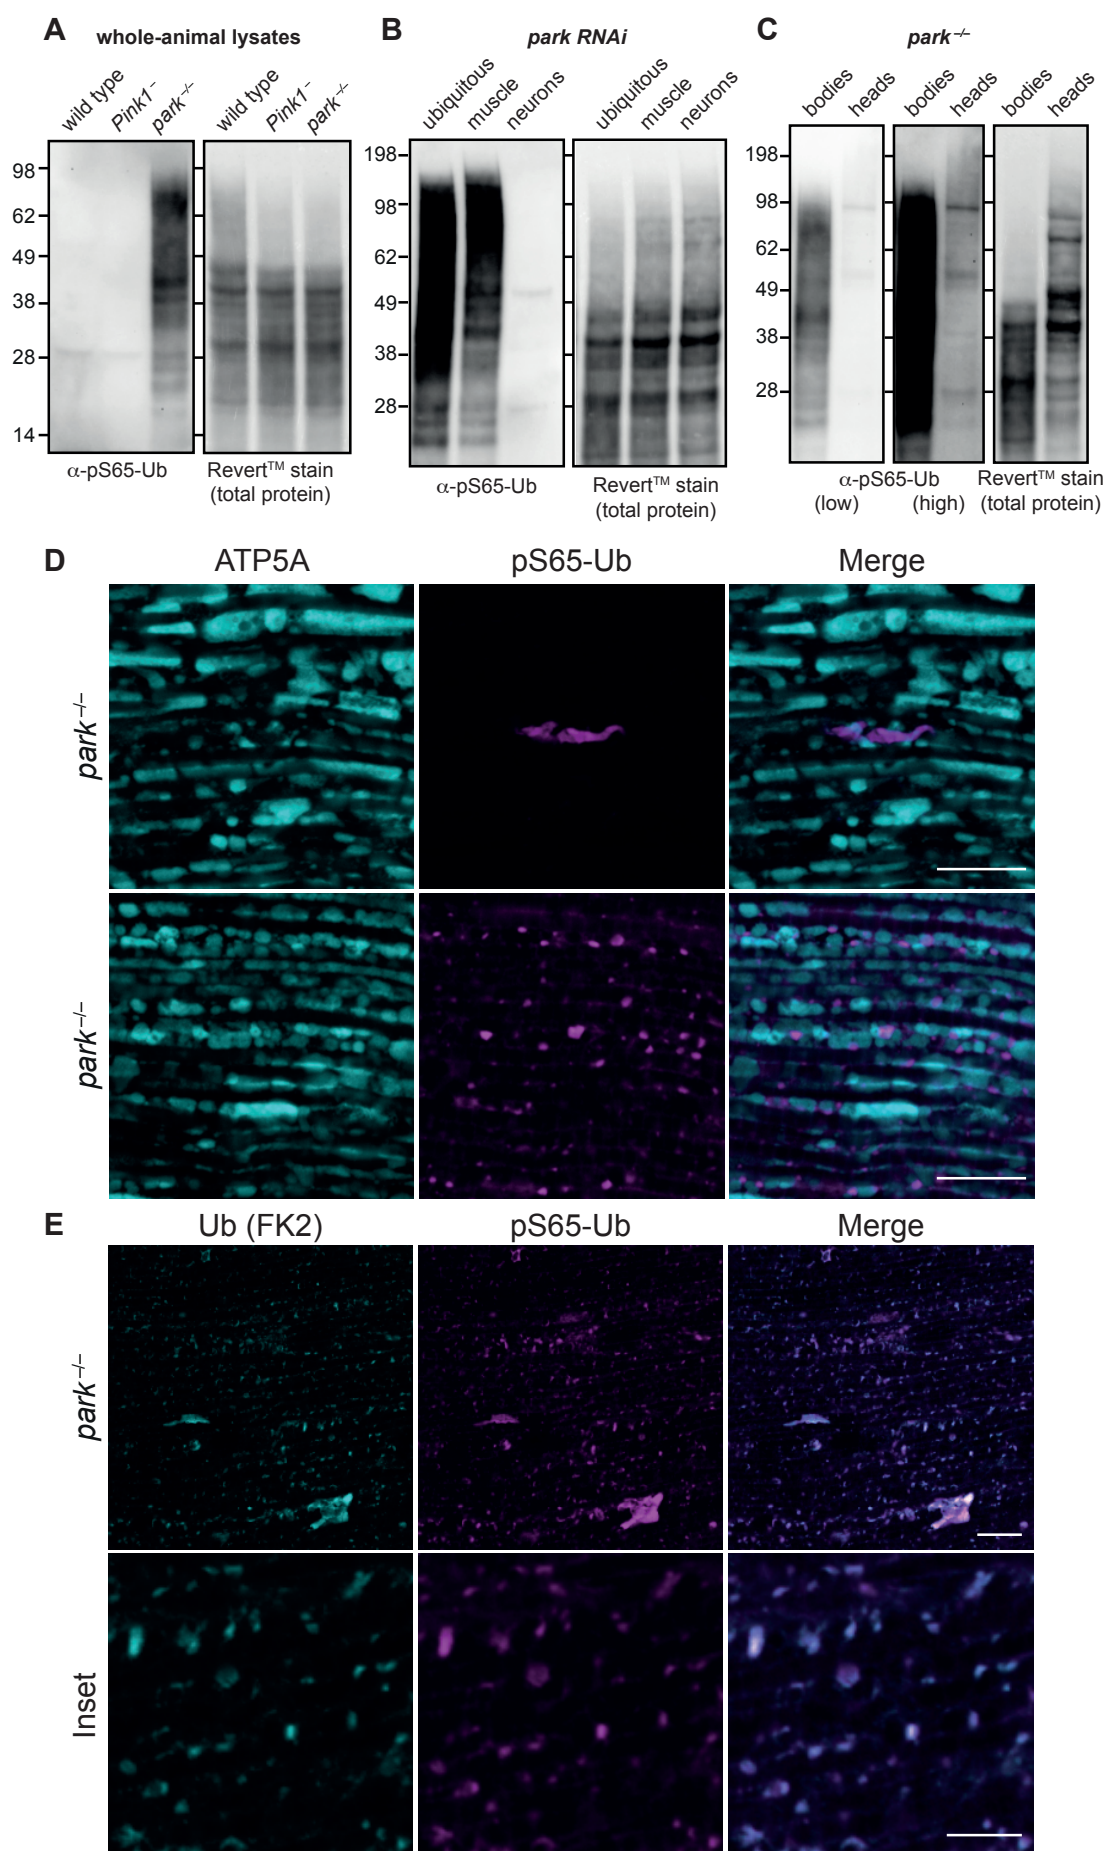 A whole-animal lysates
wild type Pink1⁻ park⁻/⁻ wild type Pink1⁻ park⁻/⁻
98
62
49
38
28
14
α-pS65-Ub
Revert™ stain
(total protein)
B park RNAi
ubiquitous muscle neurons ubiquitous muscle neurons
198
98
62
49
38
28
α-pS65-Ub
Revert™ stain
(total protein)
C park⁻/⁻
bodies heads bodies heads bodies heads
198
98
62
49
38
28
α-pS65-Ub
(low) (high)
Revert™ stain
(total protein)
D ATP5A pS65-Ub Merge
park⁻/⁻
park⁻/⁻
E Ub (FK2) pS65-Ub Merge
park⁻/⁻
Inset